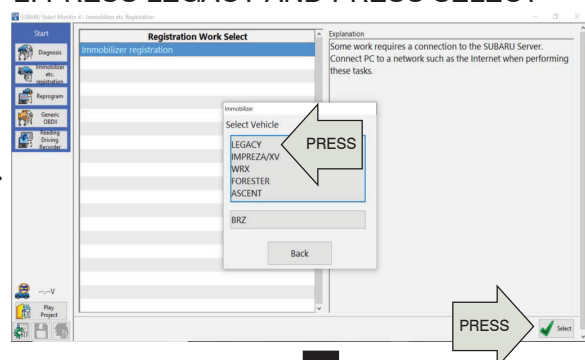 SUBARU Select Monitor 4 - Immobilizer etc. Registration
Start
Diagnosis
Immobilizer
etc.
registration
Reprogram
Generic
OBDII
Reading
Driving
Recorder
--.--V
Play
Project
Registration Work Select
Immobilizer registration
Explanation
Some work requires a connection to the SUBARU Server.
Connect PC to a network such as the Internet when performing
these tasks.
Immobilizer
Select Vehicle
LEGACY
IMPREZA/XV
WRX
FORESTER
ASCENT
BRZ
Back
PRESS
PRESS
Select